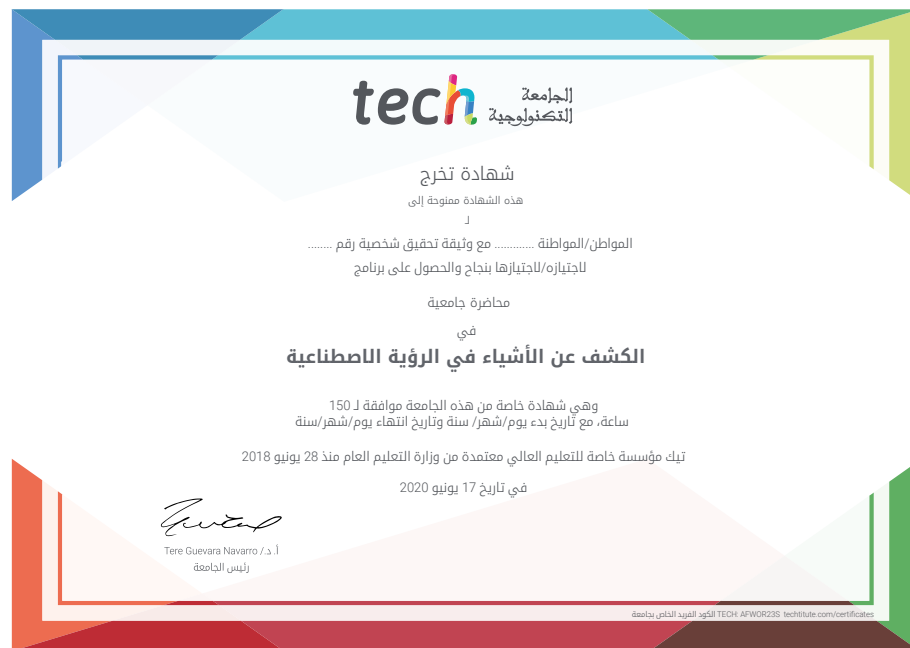 tech الجامعة
التكنولوجية
شهادة تخرج
هذه الشهادة ممنوحة إلى
لـ
المواطن/المواطنة ............ مع وثيقة تحقيق شخصية رقم ........
لاجتيازه/لاجتيازها بنجاح والحصول على برنامج
محاضرة جامعية
في
الكشف عن الأشياء في الرؤية الاصطناعية
وهي شهادة خاصة من هذه الجامعة موافقة لـ 150
ساعة، مع تاريخ بدء يوم/شهر/ سنة وتاريخ انتهاء يوم/شهر/سنة
تيك مؤسسة خاصة للتعليم العالي معتمدة من وزارة التعليم العام منذ 28 يونيو 2018
في تاريخ 17 يونيو 2020
أ.د./ Tere Guevara Navarro
رئيس الجامعة
الكود الفريد الخاص بجامعة TECH: AFWOR23S techtitute.com/certificates